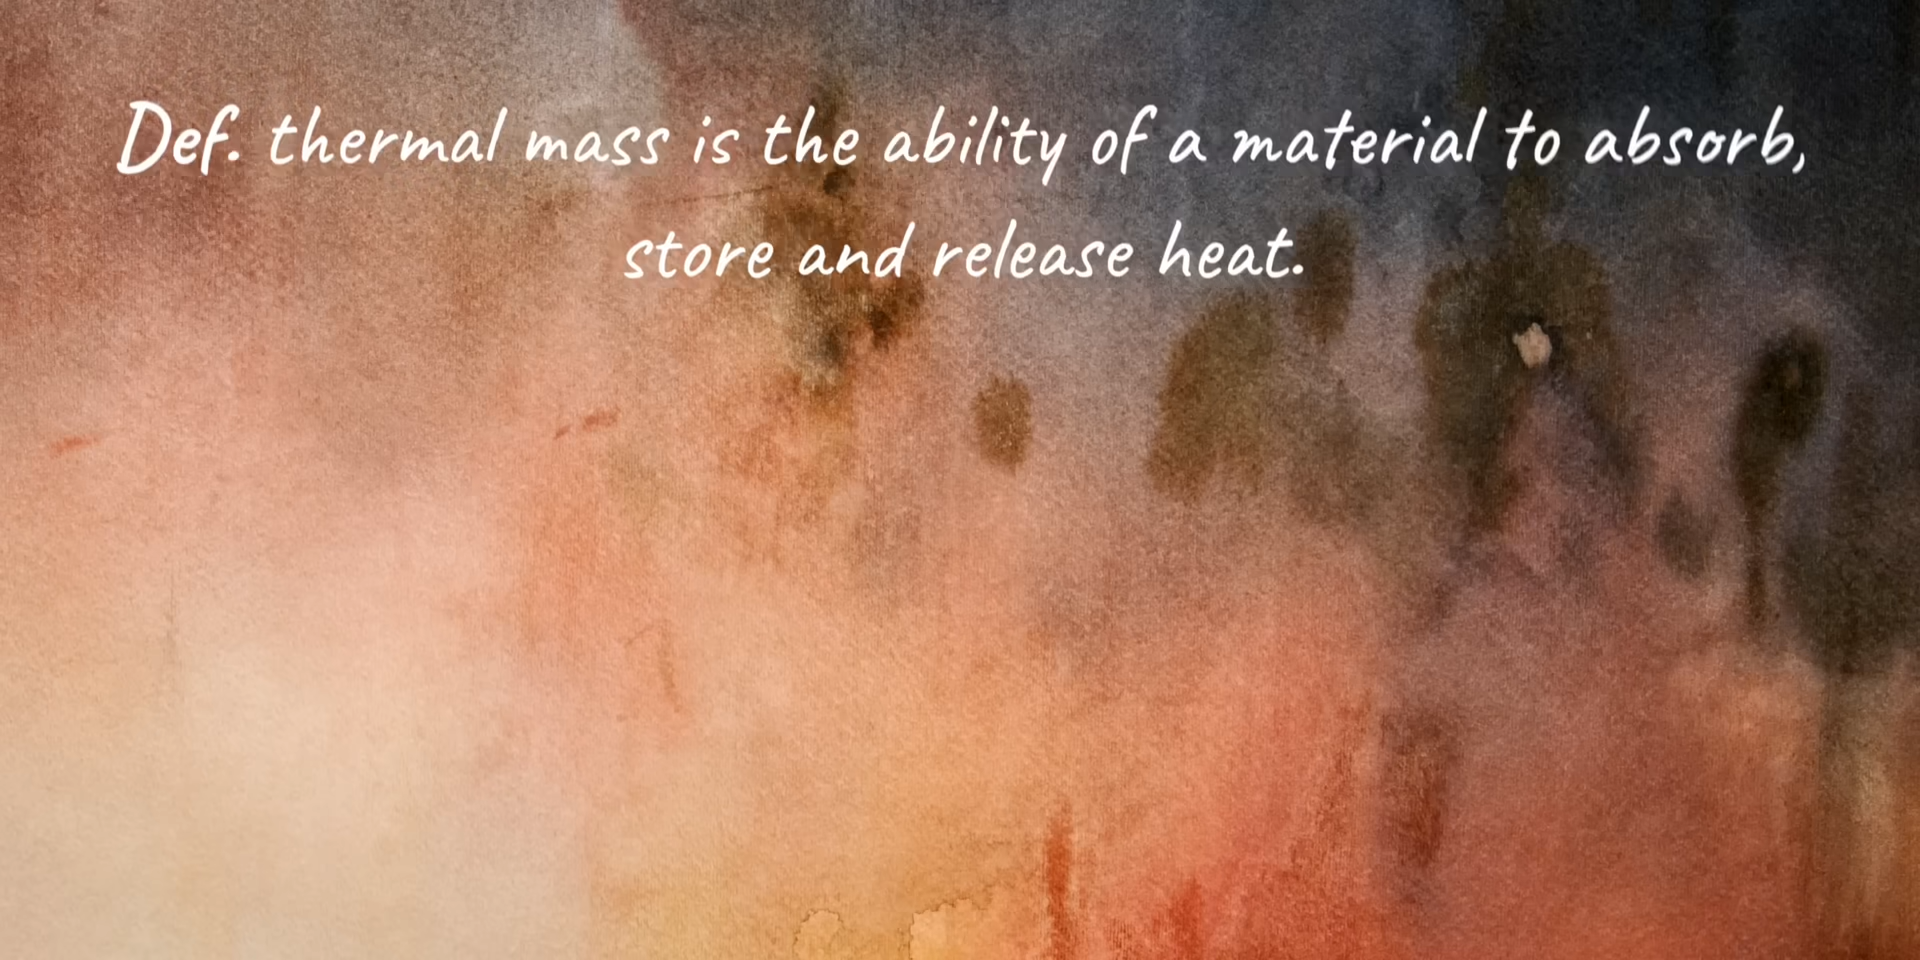 Def. thermal mass is the ability of a material to absorb,
store and release heat.